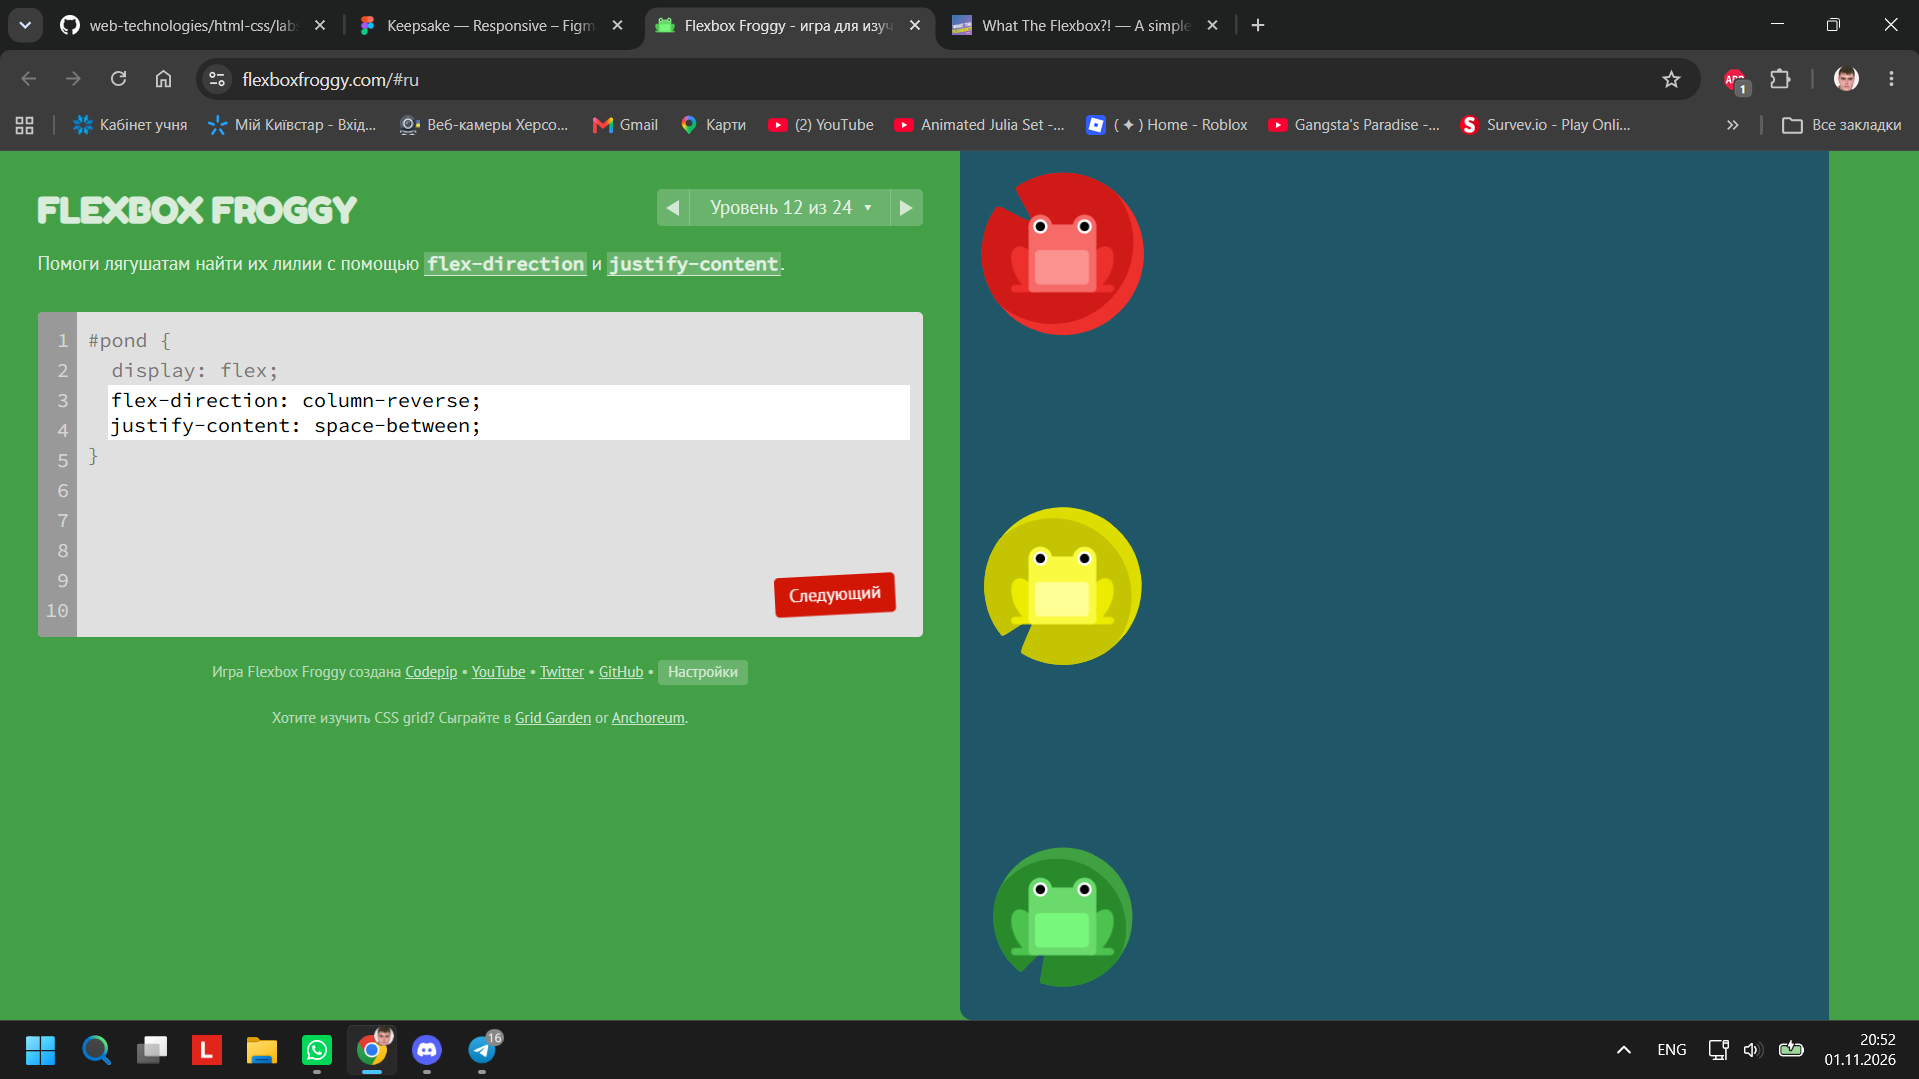 web-technologies/html-css/labs
Keepsake — Responsive – Figm
Flexbox Froggy - игра для изуч
What The Flexbox?! — A simple
flexboxfroggy.com/#ru
ABP
1
Кабінет учня
Мій Київстар - Вхід...
Веб-камеры Херсо...
Gmail
Карти
(2) YouTube
Animated Julia Set -...
( ✦ ) Home - Roblox
Gangsta's Paradise -...
Survev.io - Play Onli...
»
Все закладки
FLEXBOX FROGGY
Уровень 12 из 24
Помоги лягушатам найти их лилии с помощью flex-direction и justify-content.
1 #pond {
2 display: flex;
3 flex-direction: column-reverse;
4 justify-content: space-between;
5 }
6
7
8
9
10
Следующий
Игра Flexbox Froggy создана Codepip • YouTube • Twitter • GitHub • Настройки
Хотите изучить CSS grid? Сыграйте в Grid Garden or Anchoreum.
L
16
ENG
20:52
01.11.2026